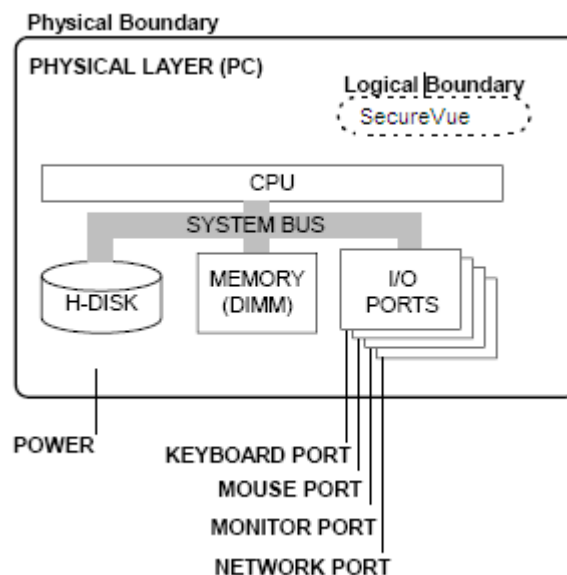 Physical Boundary
PHYSICAL LAYER (PC)
Logical Boundary
SecureVue
CPU
SYSTEM BUS
H-DISK
MEMORY
(DIMM)
I/O
PORTS
POWER
KEYBOARD PORT
MOUSE PORT
MONITOR PORT
NETWORK PORT